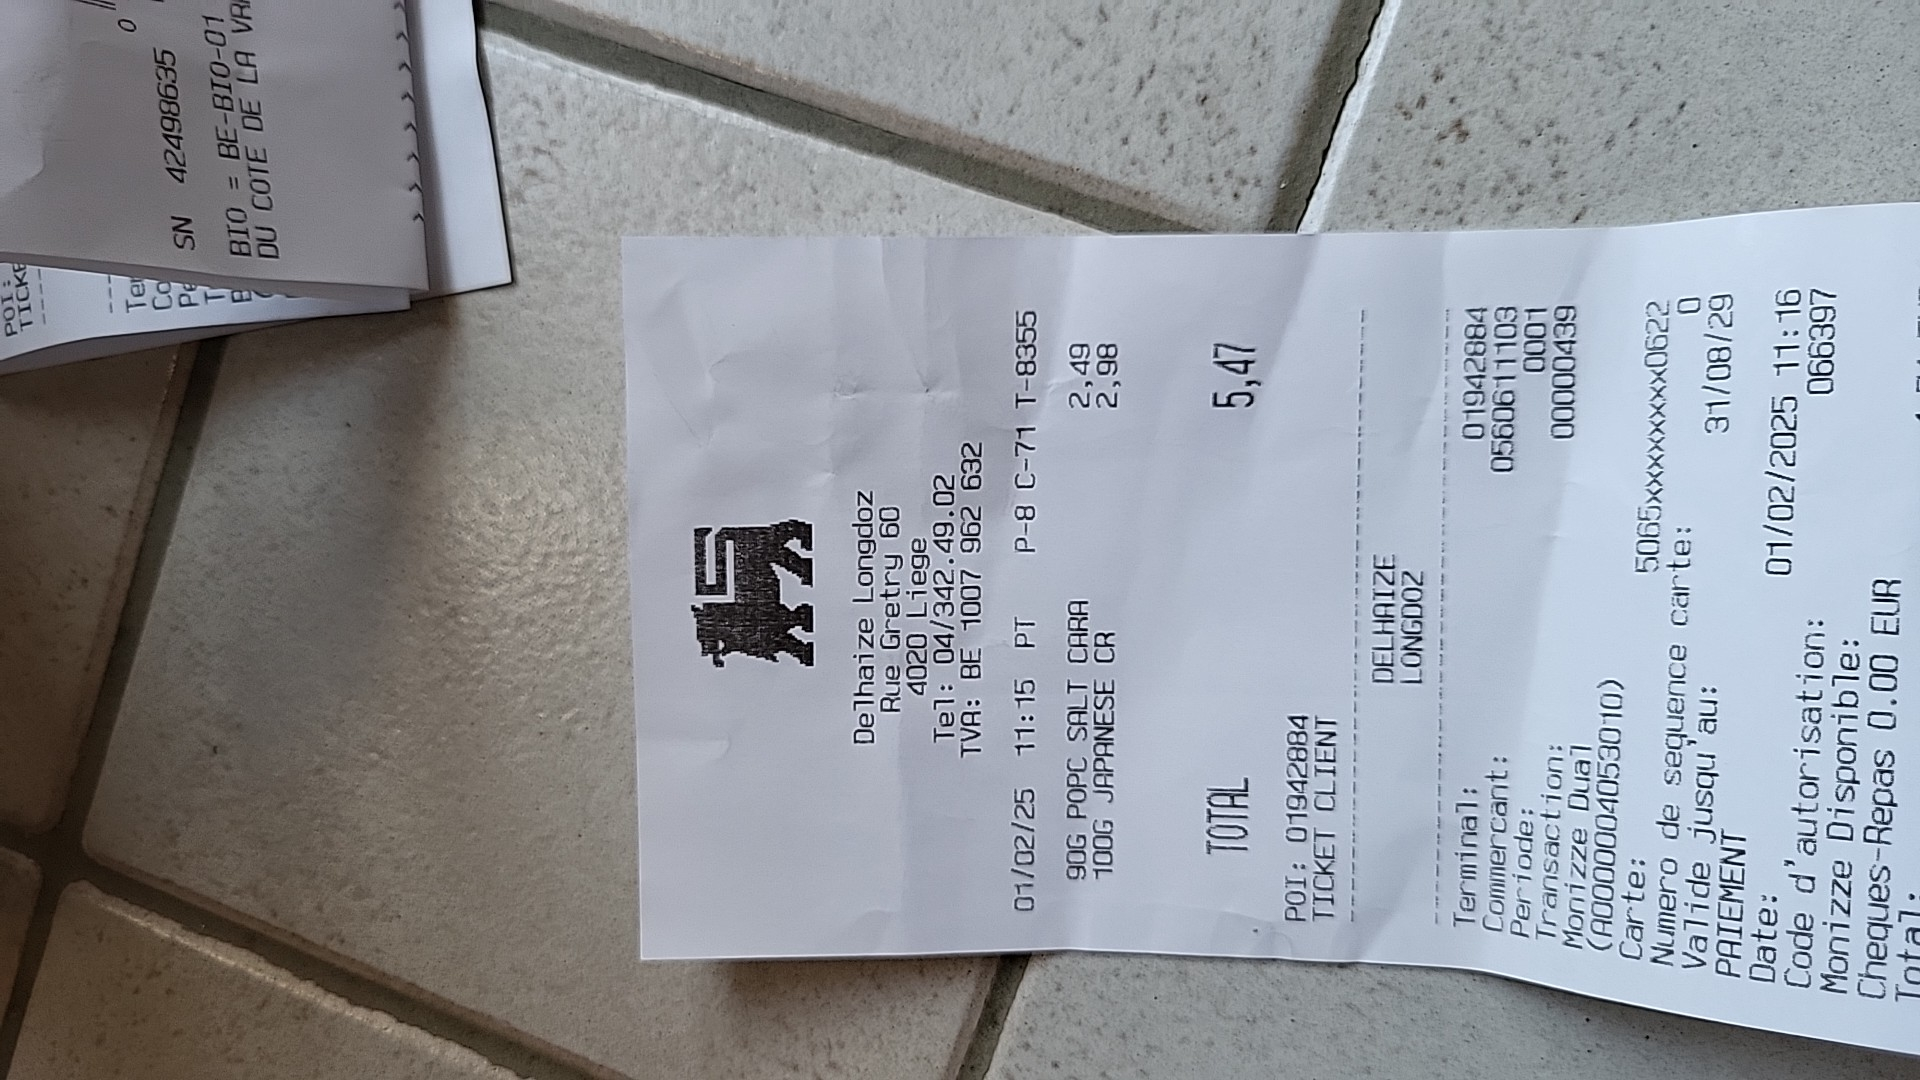 SN 42498635
BIO = BE-BIO-01
DU COTE DE LA
POI:
Delhaize Longdoz
Rue Gretry 60
4020 Liege
Tel: 04/342.49.02
TVA: BE 1007 962 632
01/02/25 11:15 PT P-8 C-71 T-8355
90G POPC SALT CARA 2,49
100G JAPANESE CR 2,98
TOTAL 5,47
POI: 01942884
TICKET CLIENT
DELHAIZE
LONGDOZ
Terminal: 01942884
Commercant: 0560611103
Periode: 0001
Transaction: 00000439
Monizze Dual
(A0000004053010)
Carte: 5065xxxxxxxxxxx0622
Numero de sequence carte: 0
Valide jusqu'au: 31/08/29
PAIEMENT
Date: 01/02/2025 11:16
Code d'autorisation: 066397
Monizze Disponible:
Cheques-Repas 0.00 EUR
Total: